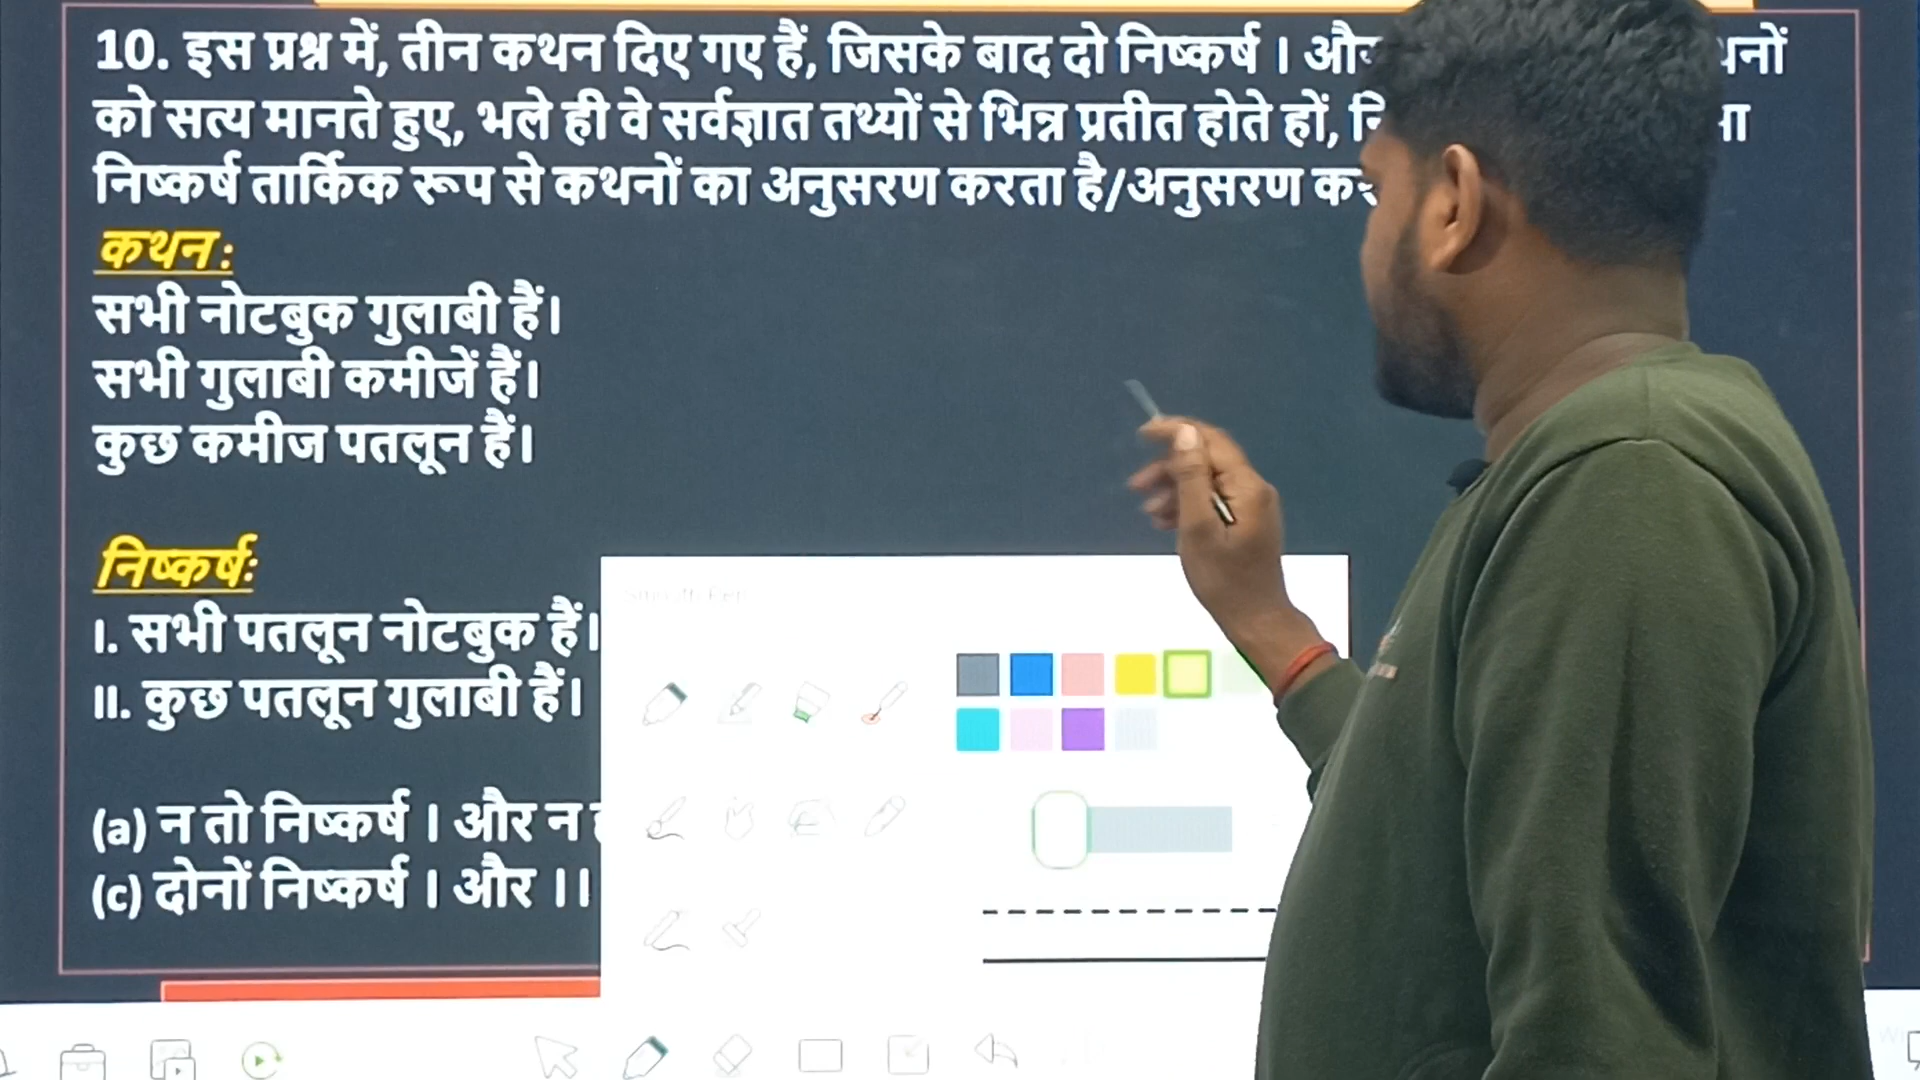 10. इस प्रश्न में, तीन कथन दिए गए हैं, जिसके बाद दो निष्कर्ष I
को सत्य मानते हुए, भले ही वे सर्वज्ञात तथ्यों से भिन्न प्रतीत होते हों,
निष्कर्ष तार्किक रूप से कथनों का अनुसरण करता है/अनुसरण
कथन:
सभी नोटबुक गुलाबी हैं।
सभी गुलाबी कमीजें हैं।
कुछ कमीज पतलून हैं।
निष्कर्ष:
I. सभी पतलून नोटबुक हैं।
II. कुछ पतलून गुलाबी हैं।
(a) न तो निष्कर्ष I और न
(c) दोनों निष्कर्ष I और II